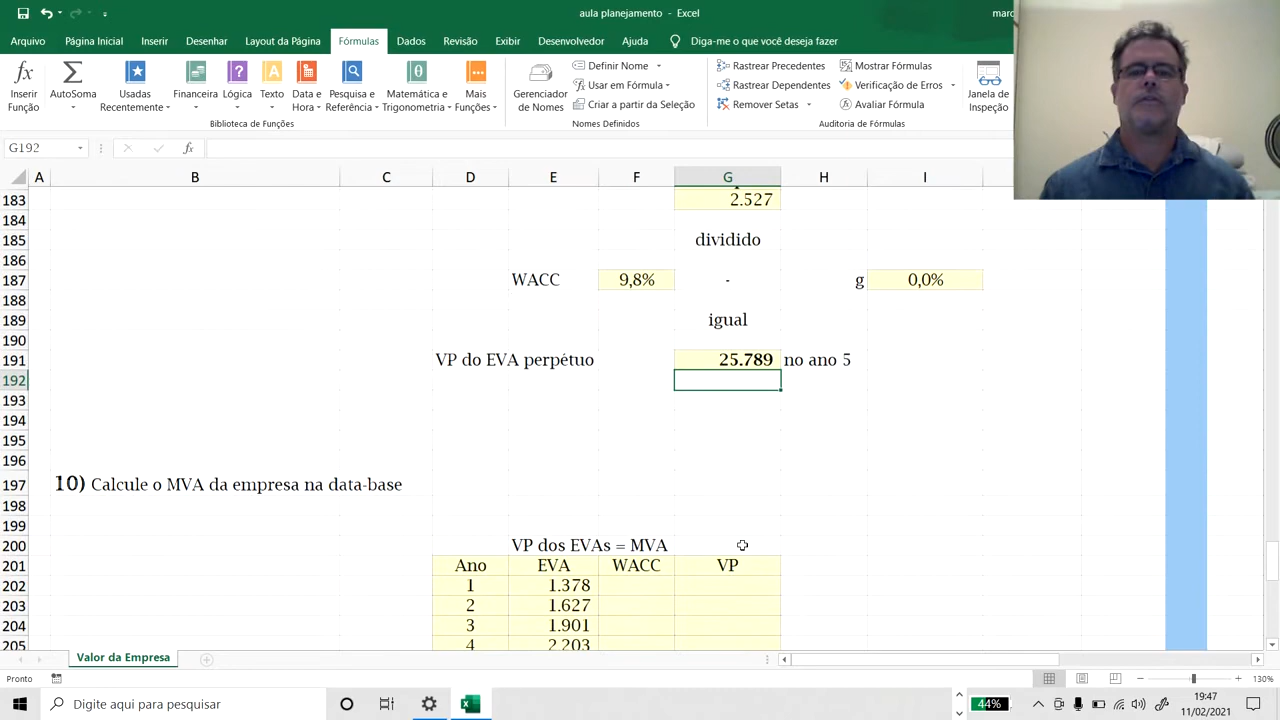 aula planejamento - Excel
marc
Arquivo Página Inicial Inserir Desenhar Layout da Página Fórmulas Dados Revisão Exibir Desenvolvedor Ajuda Diga-me o que você deseja fazer
Inserir Função
AutoSoma
Usadas Recentemente
Financeira
Lógica
Texto
Data e Hora
Pesquisa e Referência
Matemática e Trigonometria
Mais Funções
Biblioteca de Funções
Gerenciador de Nomes
Definir Nome
Usar em Fórmula
Criar a partir da Seleção
Nomes Definidos
Rastrear Precedentes
Rastrear Dependentes
Remover Setas
Mostrar Fórmulas
Verificação de Erros
Avaliar Fórmula
Auditoria de Fórmulas
Janela de Inspeção
G192 fx
A B C D E F G H I
183 2.527
184
185 dividido
186
187 WACC 9,8% - g 0,0%
188
189 igual
190
191 VP do EVA perpétuo 25.789 no ano 5
192
193
194
195
196
197 10) Calcule o MVA da empresa na data-base
198
199
200 VP dos EVAs = MVA
201 Ano EVA WACC VP
202 1 1.378
203 2 1.627
204 3 1.901
205 4 2.203
Valor da Empresa
Pronto 130%
Digite aqui para pesquisar
44%
19:47
11/02/2021